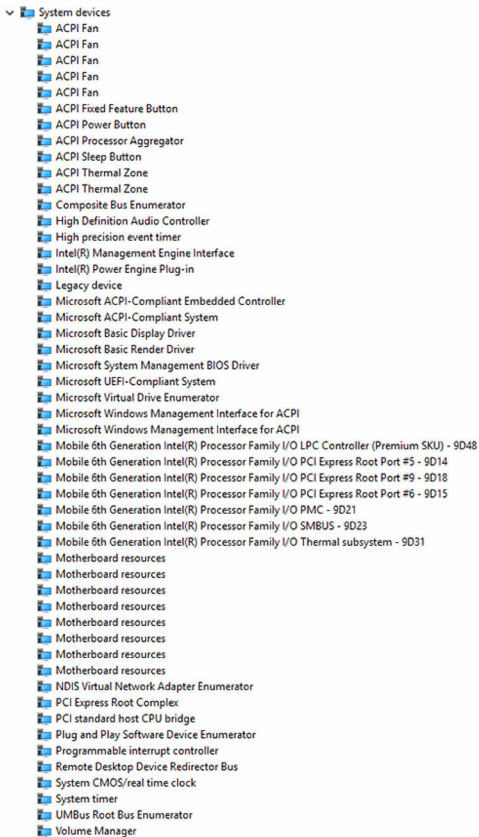 System devices
ACPI Fan
ACPI Fan
ACPI Fan
ACPI Fan
ACPI Fan
ACPI Fixed Feature Button
ACPI Power Button
ACPI Processor Aggregator
ACPI Sleep Button
ACPI Thermal Zone
ACPI Thermal Zone
Composite Bus Enumerator
High Definition Audio Controller
High precision event timer
Intel(R) Management Engine Interface
Intel(R) Power Engine Plug-in
Legacy device
Microsoft ACPI-Compliant Embedded Controller
Microsoft ACPI-Compliant System
Microsoft Basic Display Driver
Microsoft Basic Render Driver
Microsoft System Management BIOS Driver
Microsoft UEFI-Compliant System
Microsoft Virtual Drive Enumerator
Microsoft Windows Management Interface for ACPI
Microsoft Windows Management Interface for ACPI
Mobile 6th Generation Intel(R) Processor Family I/O LPC Controller (Premium SKU) - 9D48
Mobile 6th Generation Intel(R) Processor Family I/O PCI Express Root Port #5 - 9D14
Mobile 6th Generation Intel(R) Processor Family I/O PCI Express Root Port #9 - 9D18
Mobile 6th Generation Intel(R) Processor Family I/O PCI Express Root Port #6 - 9D15
Mobile 6th Generation Intel(R) Processor Family I/O PMC - 9D21
Mobile 6th Generation Intel(R) Processor Family I/O SMBUS - 9D23
Mobile 6th Generation Intel(R) Processor Family I/O Thermal subsystem - 9D31
Motherboard resources
Motherboard resources
Motherboard resources
Motherboard resources
Motherboard resources
Motherboard resources
Motherboard resources
Motherboard resources
NDIS Virtual Network Adapter Enumerator
PCI Express Root Complex
PCI standard host CPU bridge
Plug and Play Software Device Enumerator
Programmable interrupt controller
Remote Desktop Device Redirector Bus
System CMOS/real time clock
System timer
UMBus Root Bus Enumerator
Volume Manager